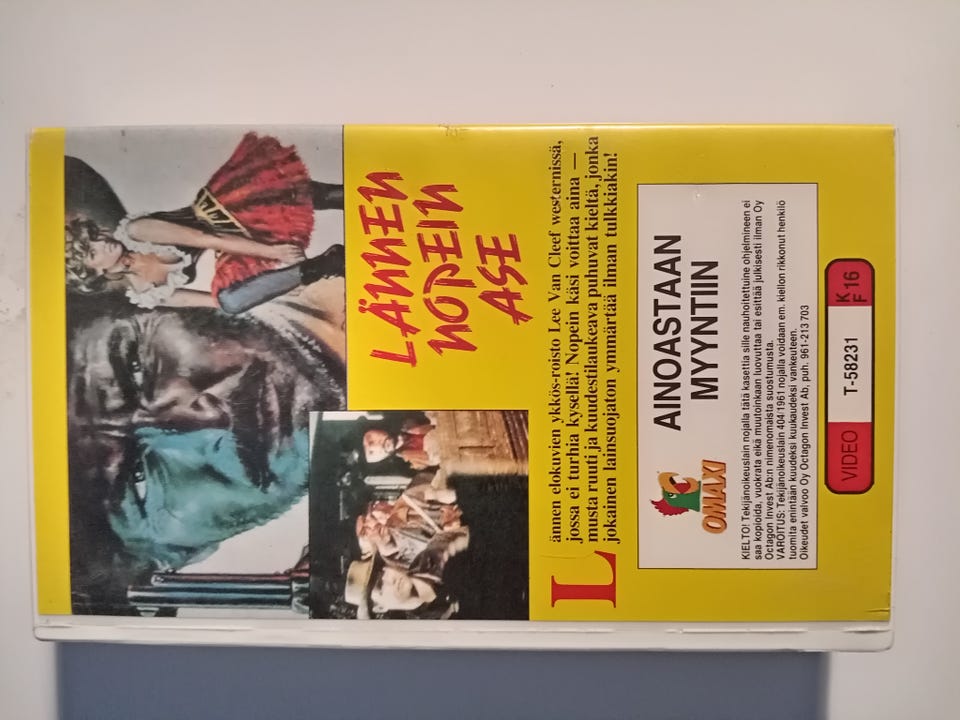 LÄNNEN
NOPEIN
ASE
Lännen elokuvien ykkös-roisto Lee Van Cleef westernissä,
jossa ei turhia kysellä! Nopein käsi voittaa aina —
musta ruuti ja kuudestilaukeava puhuvat kieltä, jonka
jokainen lainsuojaton ymmärtää ilman tulkkiakin!
OMAXI
AINOASTAAN
MYYNTIIN
KIELTO! Tekijänoikeuslain nojalla tätä kasettia sille nauhoitettuine ohjelmineen ei
saa kopioida, vuokrata eikä muutoinkaan luovuttaa tai esittää julkisesti ilman Oy
Octagon Invest Ab:n nimenomaista suostumusta.
VAROITUS: Tekijänoikeuslain 404/1961 nojalla voidaan em. kiellon rikkonut henkilö
tuomita enintään kuudeksi kuukaudeksi vankeuteen.
Oikeudet valvoo Oy Octagon Invest Ab, puh. 961-213 703
VIDEO T-58231 K F 16